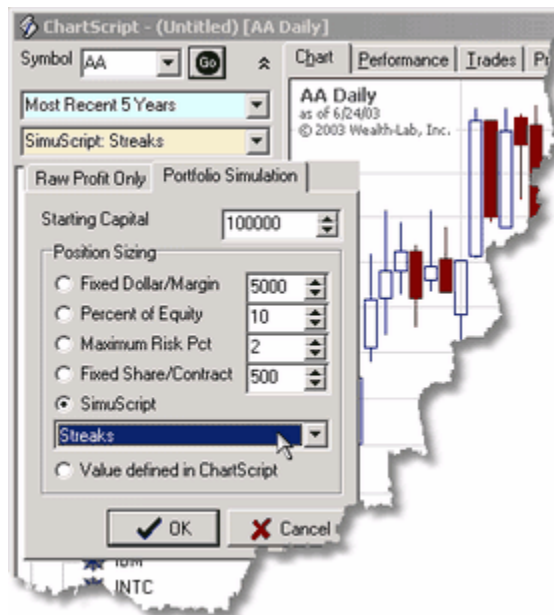 ChartScript - (Untitled) [AA Daily]
Symbol AA Go
Chart Performance Trades
Most Recent 5 Years
SimuScript: Streaks
AA Daily
as of 6/24/03
© 2003 Wealth-Lab, Inc.
Raw Profit Only Portfolio Simulation
Starting Capital 100000
Position Sizing
Fixed Dollar/Margin 5000
Percent of Equity 10
Maximum Risk Pct 2
Fixed Share/Contract 500
SimuScript
Streaks
Value defined in ChartScript
OK Cancel
IBM
INTC